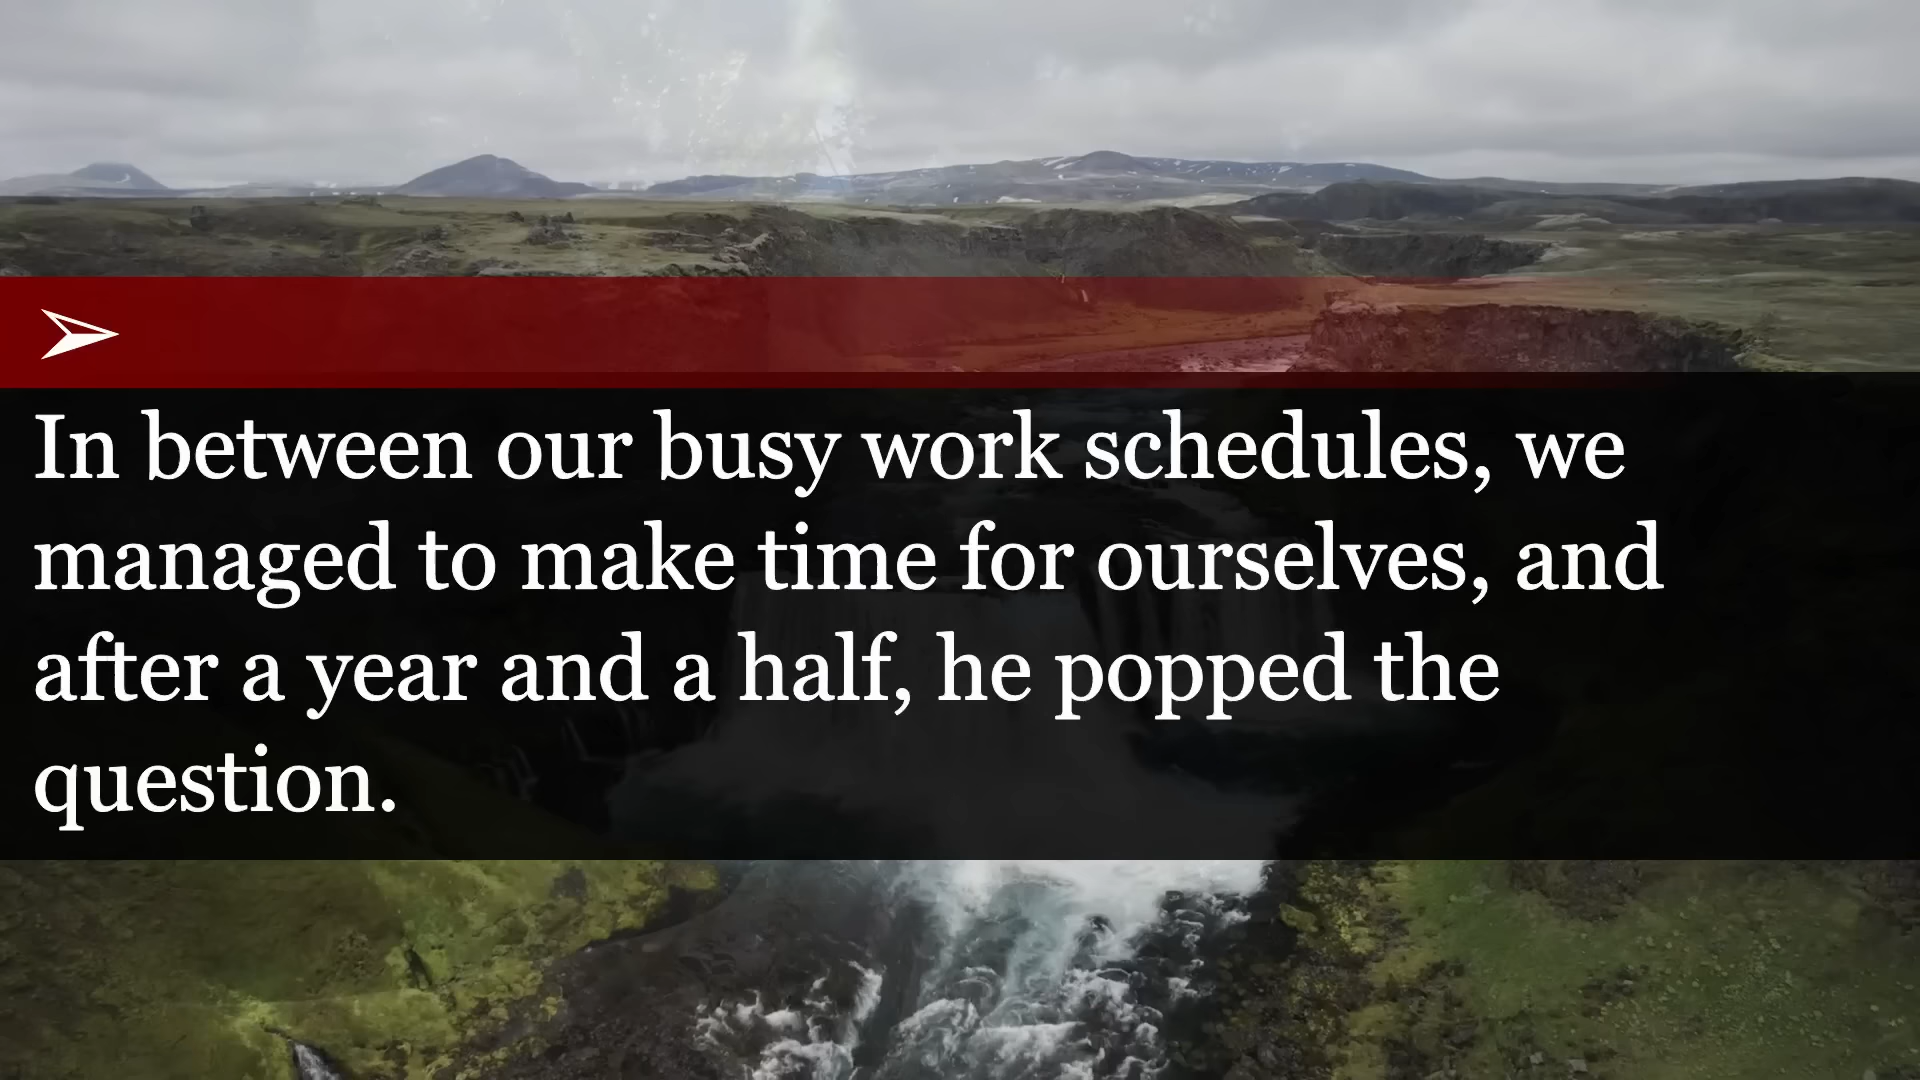 In between our busy work schedules, we
managed to make time for ourselves, and
after a year and a half, he popped the
question.